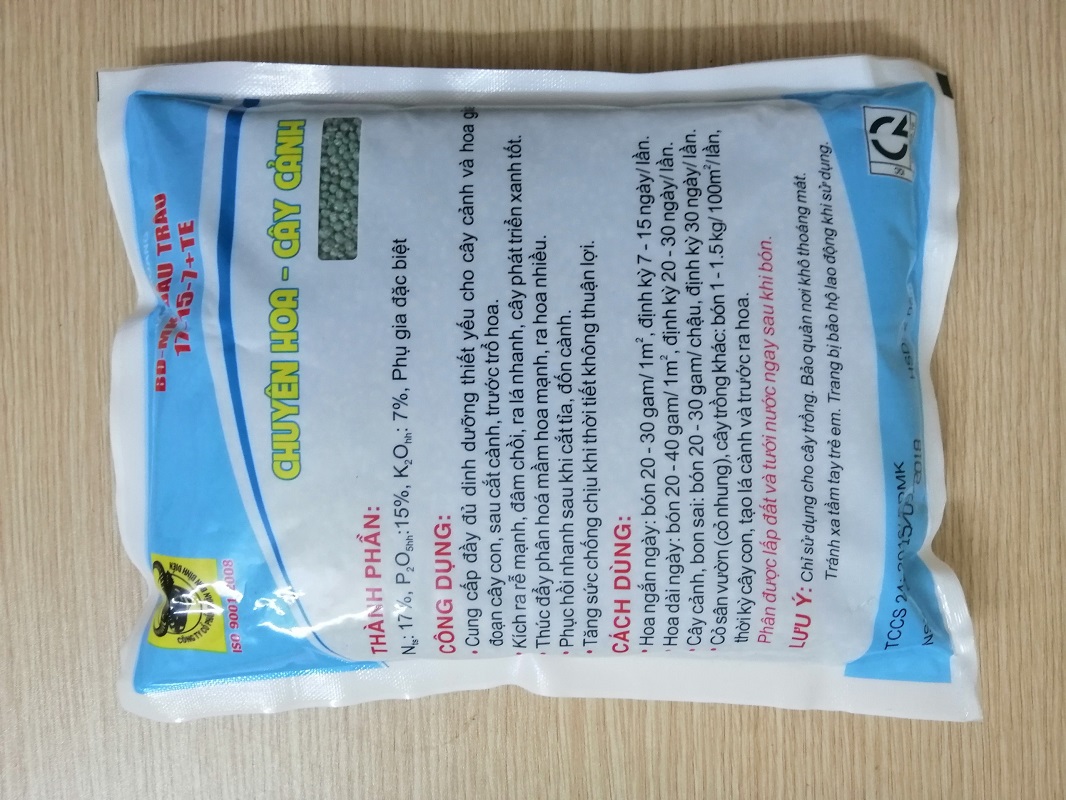 ĐẦU TRÂU
17-15-7+TE
ISO 9001: 2008
CHUYÊN HOA - CÂY CẢNH
THÀNH PHẦN:
Nts: 17%, P2O5hh: 15%, K2Ohh: 7%, Phụ gia đặc biệt
CÔNG DỤNG:
• Cung cấp đầy đủ dinh dưỡng thiết yếu cho cây cảnh và hoa
đoạn cây con, sau cắt cành, trước trổ hoa.
• Kích ra rễ mạnh, đâm chồi, ra lá nhanh, cây phát triển xanh tốt.
• Thúc đẩy phân hoá mầm hoa mạnh, ra hoa nhiều.
• Phục hồi nhanh sau khi cắt tỉa, đốn cành.
• Tăng sức chống chịu khi thời tiết không thuận lợi.
CÁCH DÙNG:
• Hoa ngắn ngày: bón 20 - 30 gam/ 1m², định kỳ 7 - 15 ngày/ lần.
• Hoa dài ngày: bón 20 - 40 gam/ 1m², định kỳ 20 - 30 ngày/ lần.
• Cây cảnh, bon sai: bón 20 - 30 gam/ chậu, định kỳ 30 ngày/ lần.
• Cỏ sân vườn (cỏ nhung), cây trồng khác: bón 1 - 1.5 kg/ 100m²/ lần,
thời kỳ cây con, tạo lá cành và trước ra hoa.
Phân được lấp đất và tưới nước ngay sau khi bón.
LƯU Ý: Chỉ sử dụng cho cây trồng. Bảo quản nơi khô thoáng mát.
Tránh xa tầm tay trẻ em. Trang bị bảo hộ lao động khi sử dụng.
TCCS